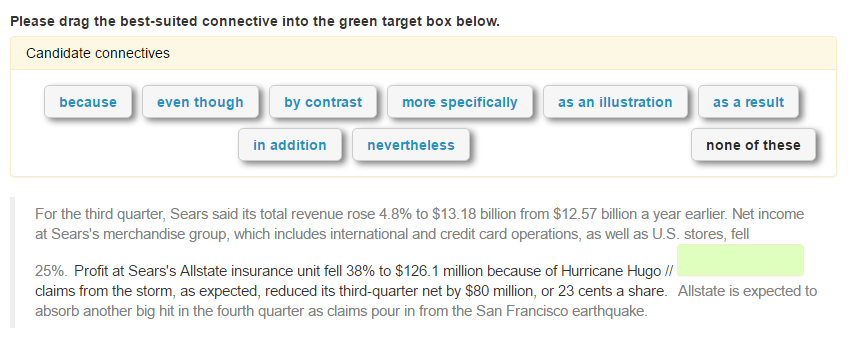 Please drag the best-suited connective into the green target box below.
Candidate connectives
because even though by contrast more specifically as an illustration as a result
in addition nevertheless none of these
For the third quarter, Sears said its total revenue rose 4.8% to $13.18 billion from $12.57 billion a year earlier. Net income
at Sears's merchandise group, which includes international and credit card operations, as well as U.S. stores, fell
25%. Profit at Sears's Allstate insurance unit fell 38% to $126.1 million because of Hurricane Hugo //
claims from the storm, as expected, reduced its third-quarter net by $80 million, or 23 cents a share. Allstate is expected to
absorb another big hit in the fourth quarter as claims pour in from the San Francisco earthquake.